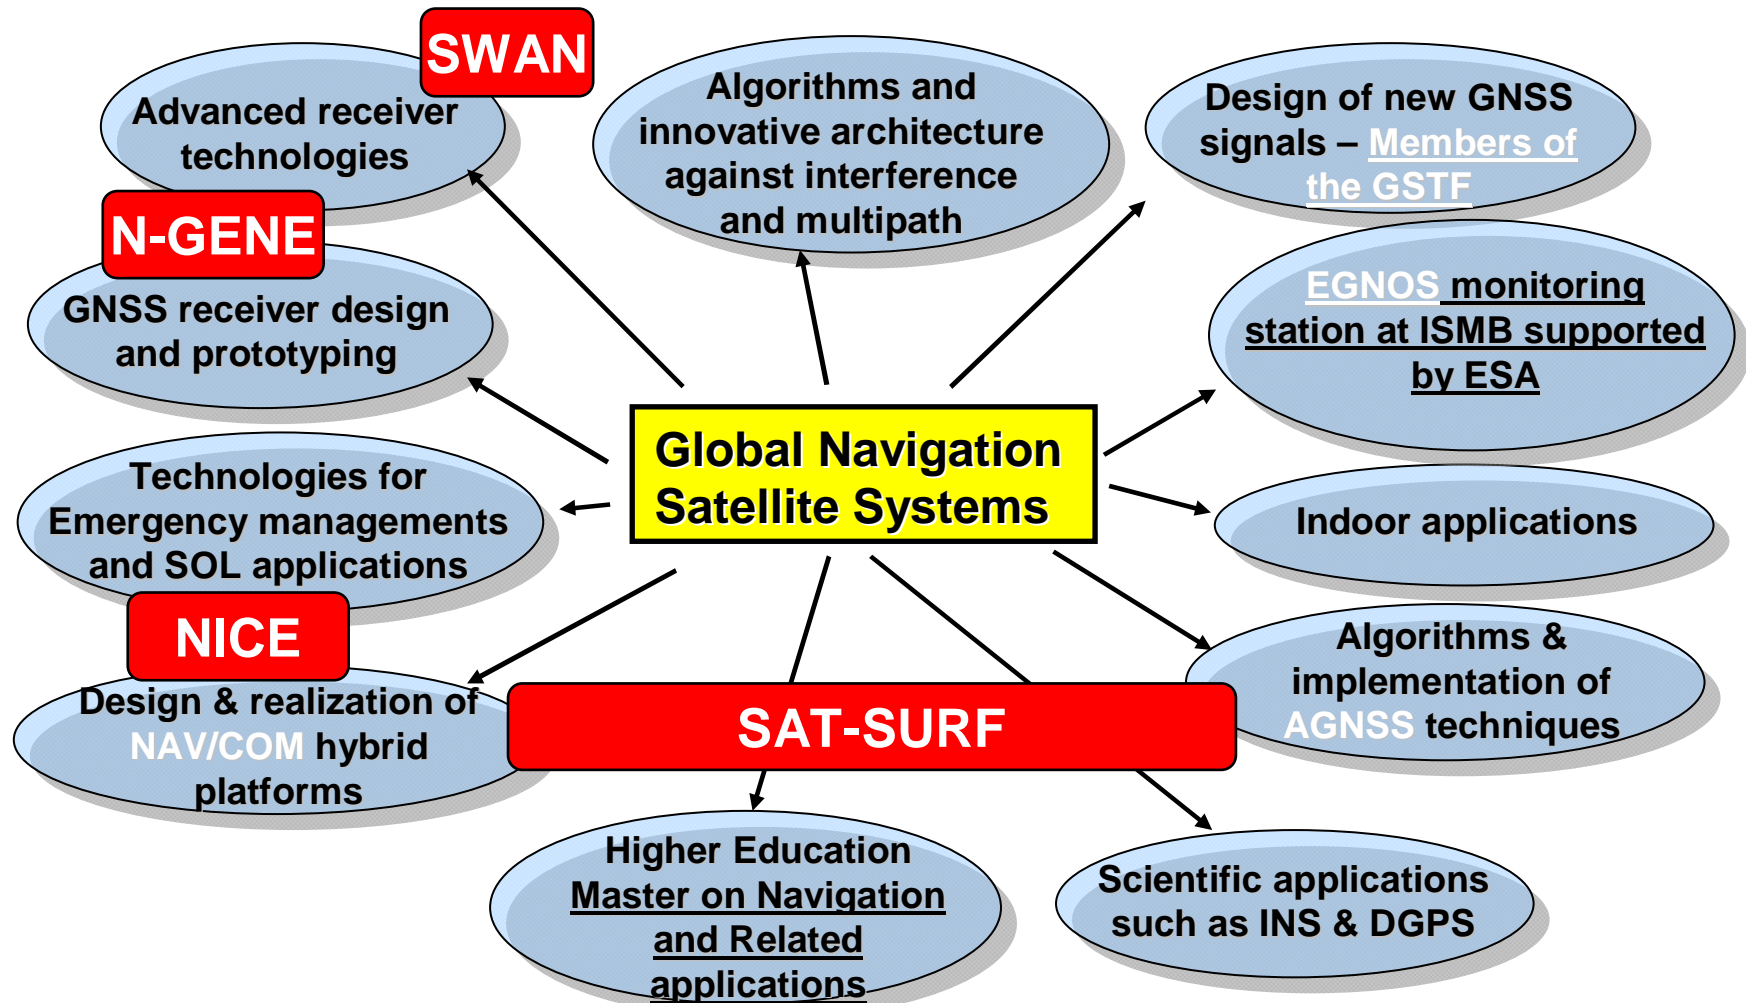 SWAN
Advanced receiver
technologies
Algorithms and
innovative architecture
against interference
and multipath
Design of new GNSS
signals – Members of
the GSTF
N-GENE
GNSS receiver design
and prototyping
EGNOS monitoring
station at ISMB supported
by ESA
Global Navigation
Satellite Systems
Technologies for
Emergency managements
and SOL applications
Indoor applications
NICE
Design & realization of
NAV/COM hybrid
platforms
SAT-SURF
Algorithms &
implementation of
AGNSS techniques
Higher Education
Master on Navigation
and Related
applications
Scientific applications
such as INS & DGPS